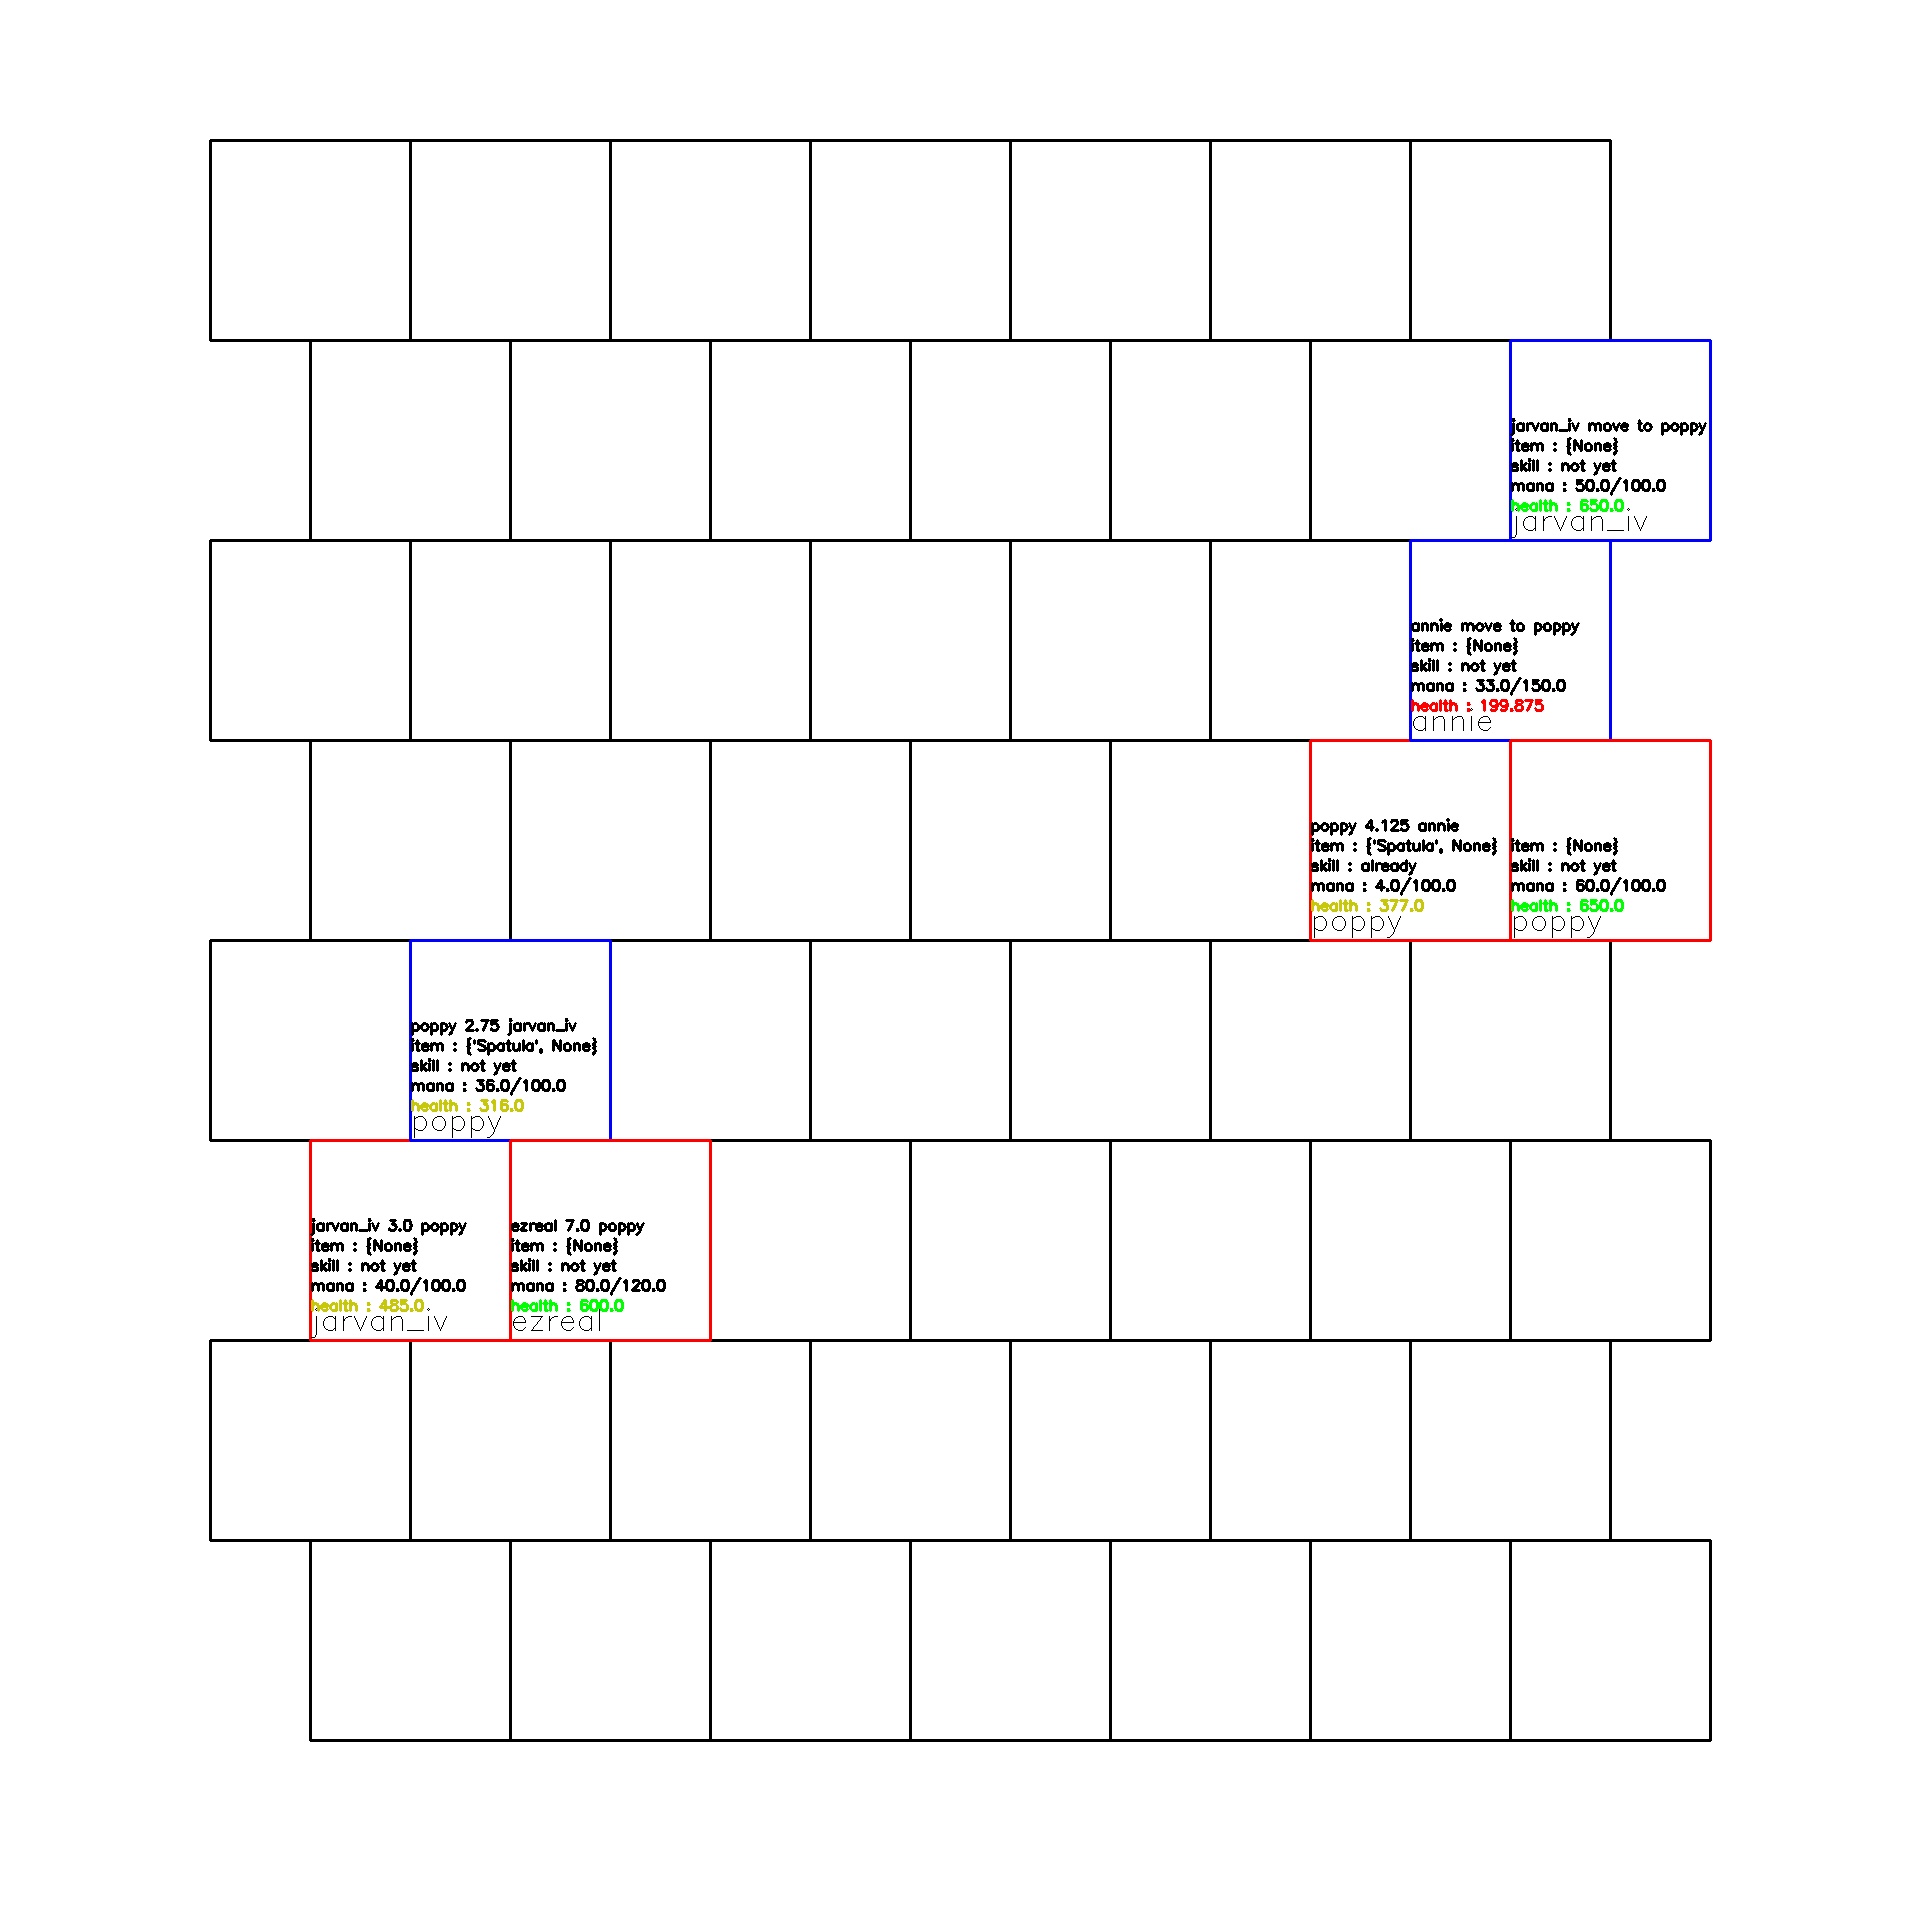 jarvan_iv move to poppy
item : {None}
skill : not yet
mana : 50.0/100.0
health : 650.0
jarvan_iv
annie move to poppy
item : {None}
skill : not yet
mana : 33.0/150.0
health : 199.875
annie
poppy 4.125 annie
item : {'Spatula', None}
skill : already
mana : 4.0/100.0
health : 377.0
poppy
item : {None}
skill : not yet
mana : 60.0/100.0
health : 650.0
poppy
poppy 2.75 jarvan_iv
item : {'Spatula', None}
skill : not yet
mana : 36.0/100.0
health : 316.0
poppy
jarvan_iv 3.0 poppy
item : {None}
skill : not yet
mana : 40.0/100.0
health : 485.0
jarvan_iv
ezreal 7.0 poppy
item : {None}
skill : not yet
mana : 80.0/120.0
health : 600.0
ezreal